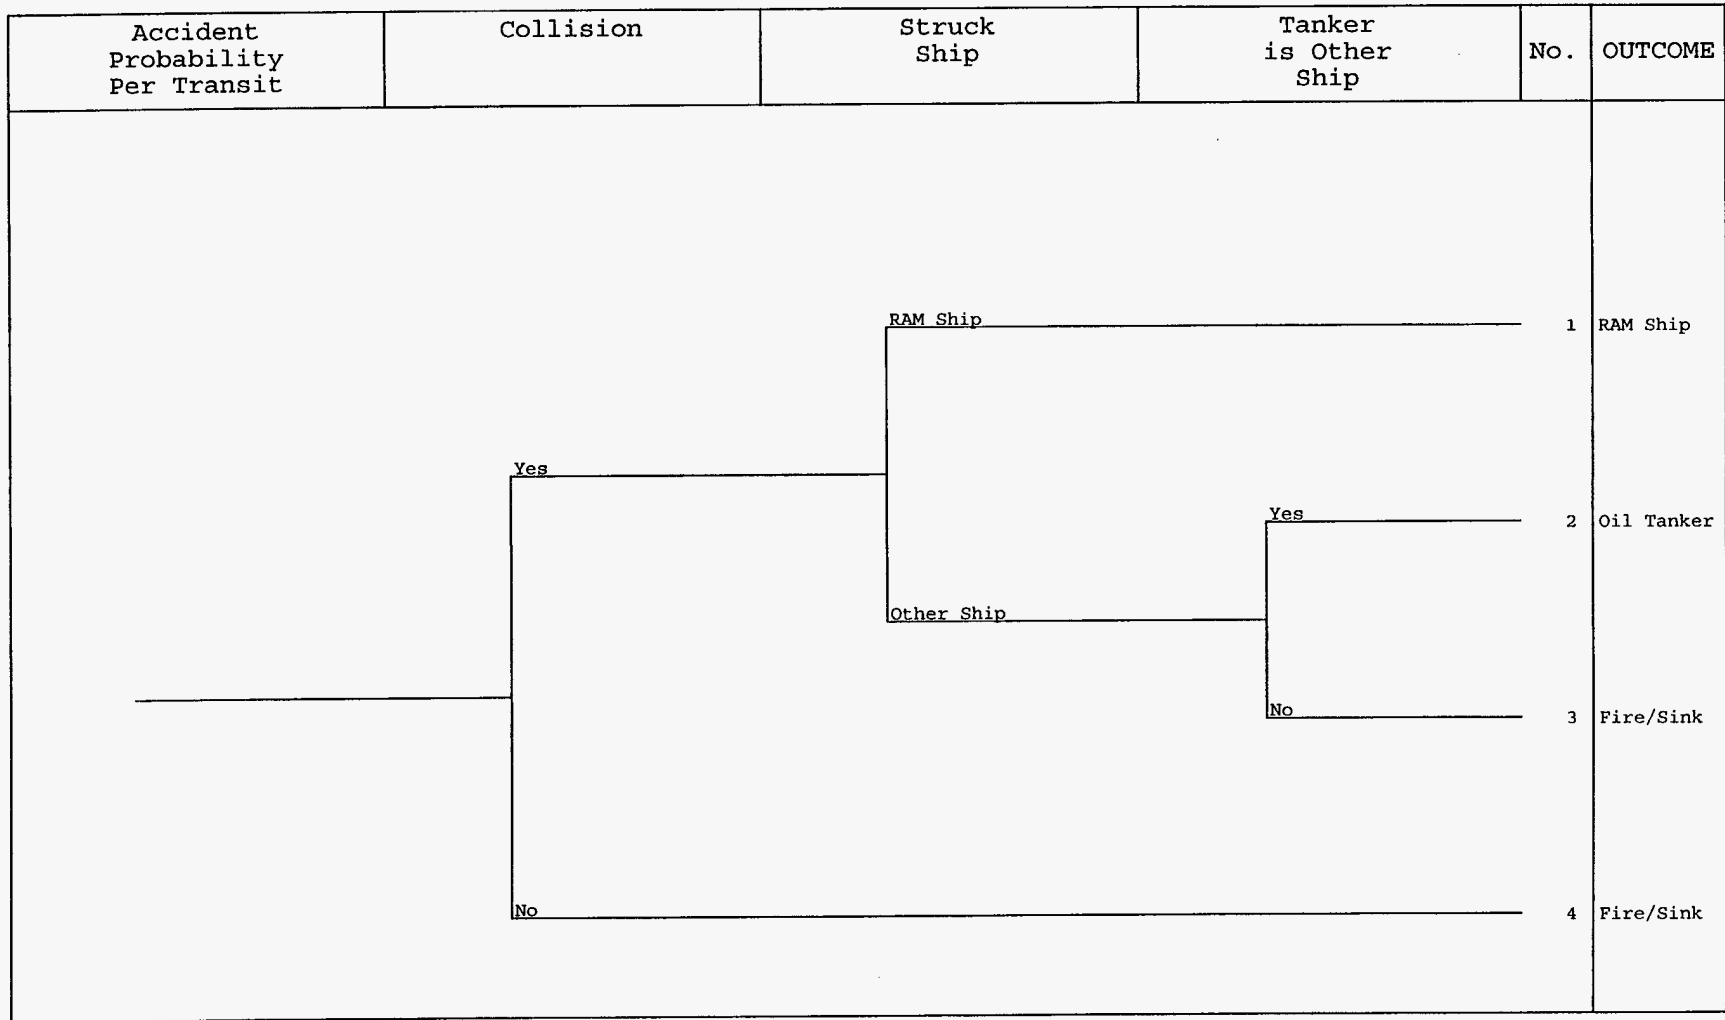 Accident
Probability
Per Transit
Collision
Struck
Ship
Tanker
is Other
Ship
No.
OUTCOME
RAM Ship
1
RAM Ship
Yes
Yes
2
Oil Tanker
Other Ship
No
3
Fire/Sink
No
4
Fire/Sink